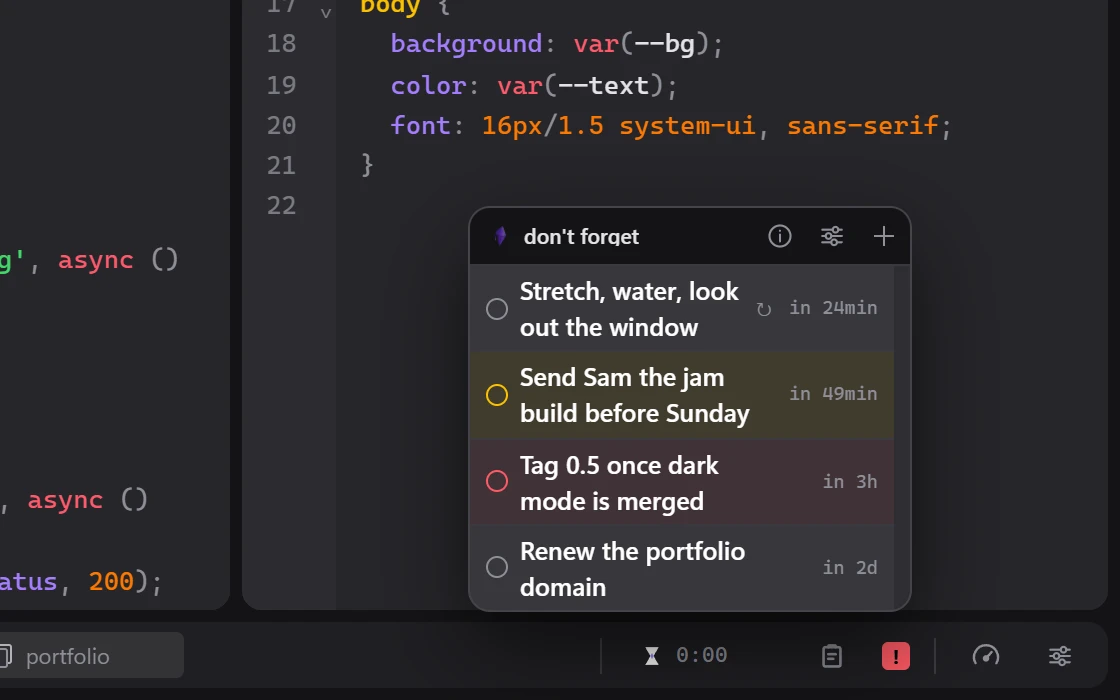 17 body {
18 background: var(--bg);
19 color: var(--text);
20 font: 16px/1.5 system-ui, sans-serif;
21 }
22
g', async ()
, async ()
atus, 200);
don't forget
Stretch, water, look
out the window
↻ in 24min
Send Sam the jam
build before Sunday
in 49min
Tag 0.5 once dark
mode is merged
in 3h
Renew the portfolio
domain
in 2d
portfolio
0:00
!